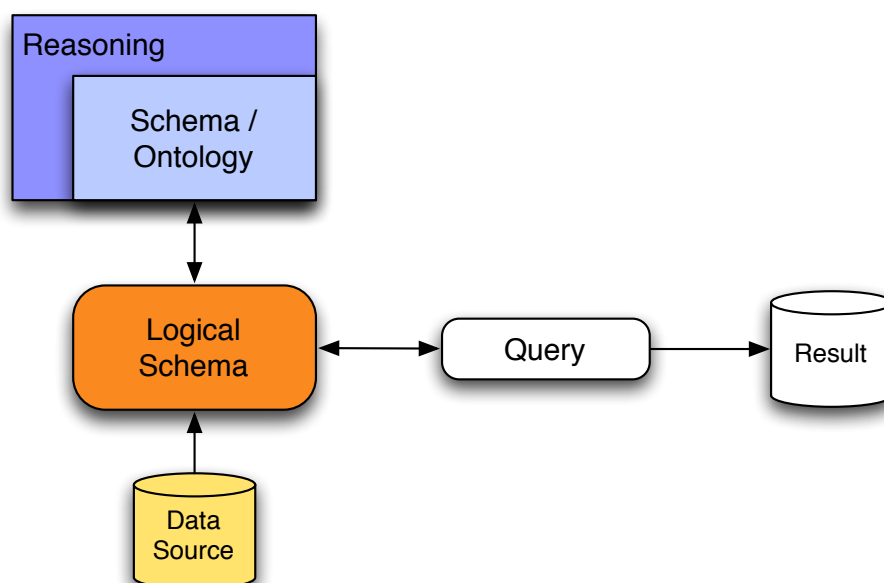 Reasoning
Schema /
Ontology
Logical
Schema
Query
Result
Data
Source